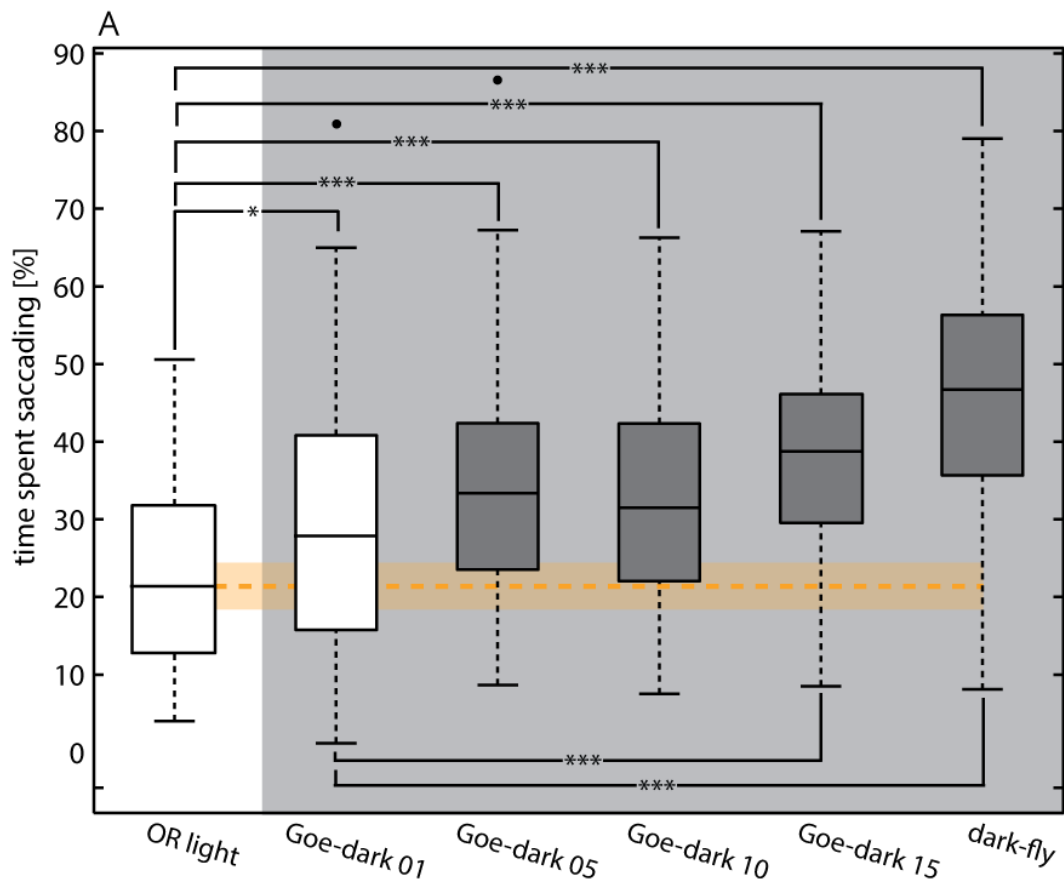 A
90
80
70
60
50
40
30
20
10
0
time spent saccading [%]
***
***
***
***
*
***
***
OR light
Goe-dark 01
Goe-dark 05
Goe-dark 10
Goe-dark 15
dark-fly